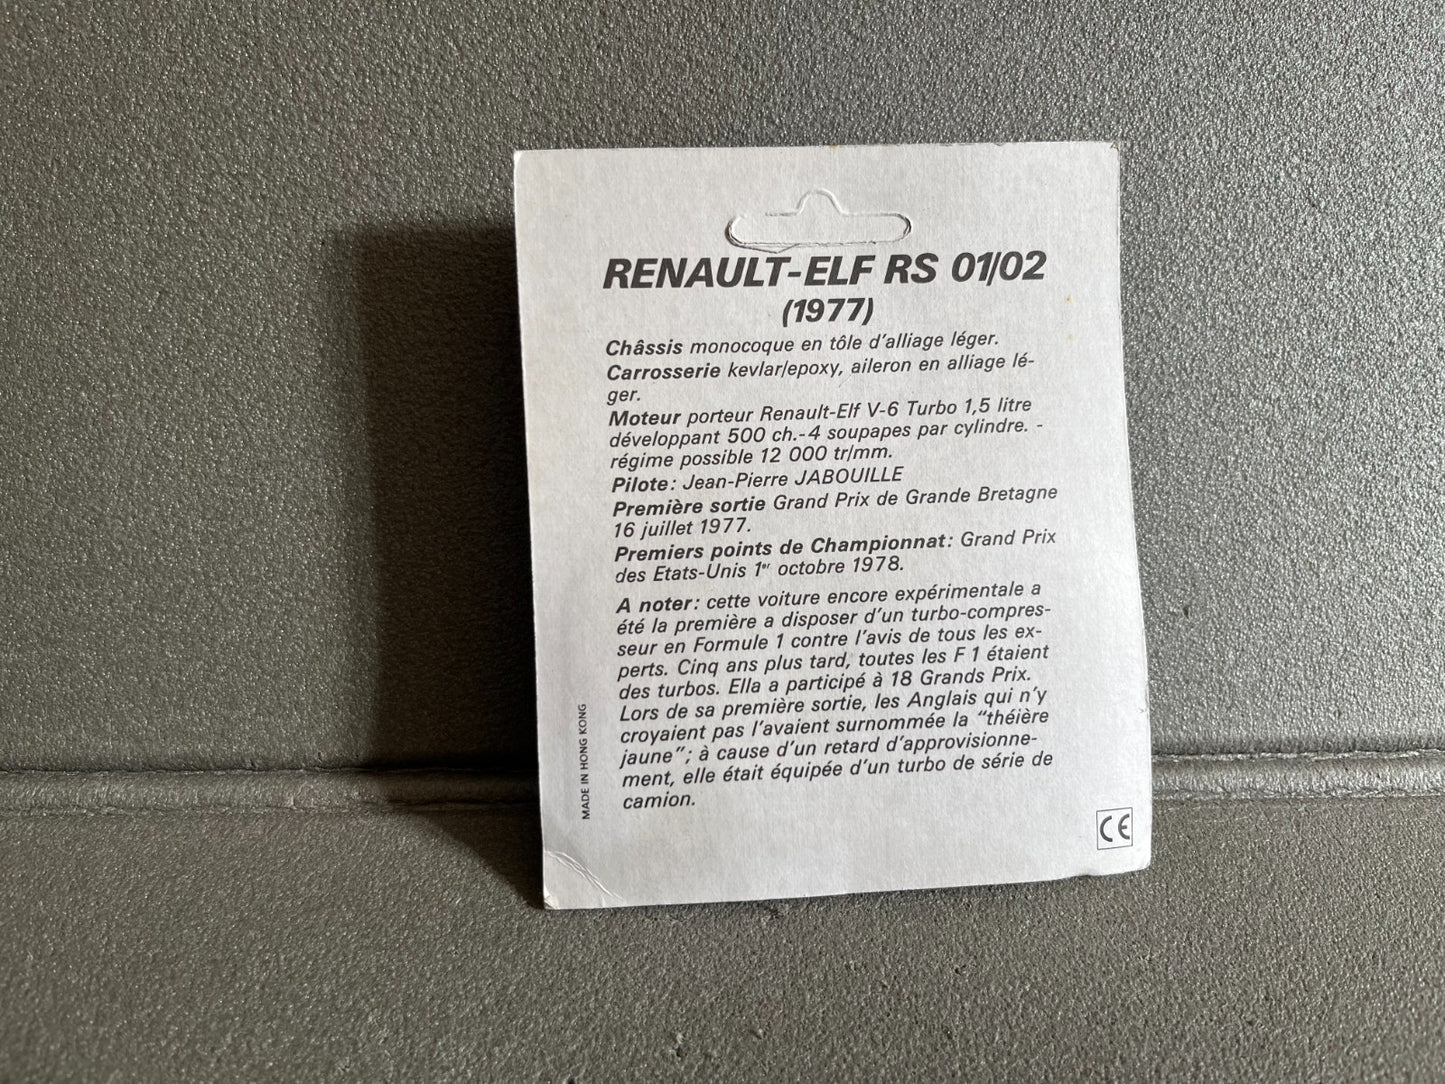 RENAULT-ELF RS 01/02
(1977)
Châssis monocoque en tôle d'alliage léger.
Carrosserie kevlar/epoxy, aileron en alliage lé-
ger.
Moteur porteur Renault-Elf V-6 Turbo 1,5 litre
développant 500 ch.-4 soupapes par cylindre. -
régime possible 12 000 tr/mm.
Pilote: Jean-Pierre JABOUILLE
Première sortie Grand Prix de Grande Bretagne
16 juillet 1977.
Premiers points de Championnat: Grand Prix
des Etats-Unis 1er octobre 1978.
A noter: cette voiture encore expérimentale a
été la première a disposer d'un turbo-compres-
seur en Formule 1 contre l'avis de tous les ex-
perts. Cinq ans plus tard, toutes les F 1 étaient
des turbos. Ella a participé à 18 Grands Prix.
Lors de sa première sortie, les Anglais qui n'y
croyaient pas l'avaient surnommée la "théière
jaune"; à cause d'un retard d'approvisionne-
ment, elle était équipée d'un turbo de série de
camion.
MADE IN HONG KONG
CE